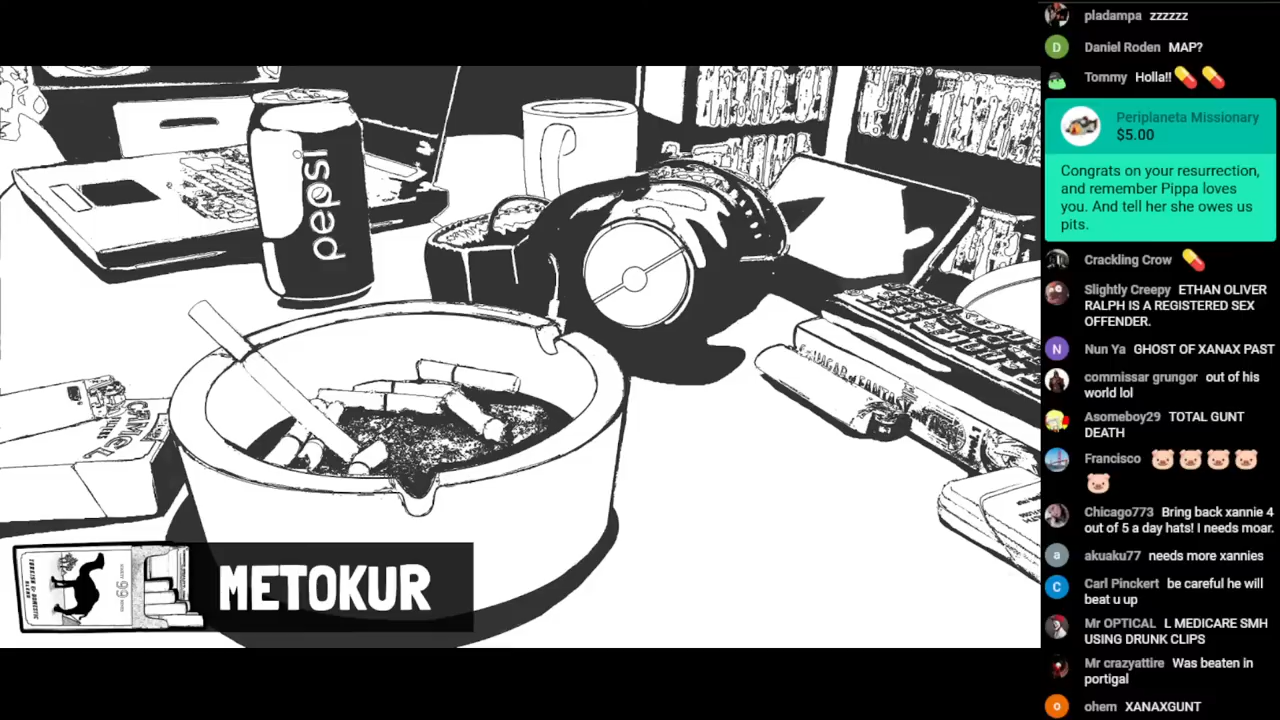 pepsi
CAMEL
METOKUR
pladampa zzzzzz
Daniel Roden MAP?
Tommy Holla!!💊 💊
Periplaneta Missionary
$5.00
Congrats on your resurrection,
and remember Pippa loves
you. And tell her she owes us
pits.
Crackling Crow 💊
Slightly Creepy ETHAN OLIVER
RALPH IS A REGISTERED SEX
OFFENDER.
Nun Ya GHOST OF XANAX PAST
commissar grungor out of his
world lol
Asomeboy29 TOTAL GUNT
DEATH
Francisco 🐷 🐷 🐷 🐷
🐷
Chicago773 Bring back xannie 4
out of 5 a day hats! I needs moar.
akuaku77 needs more xannies
Carl Pinckert be careful he will
beat u up
Mr OPTICAL L MEDICARE SMH
USING DRUNK CLIPS
Mr crazyattire Was beaten in
portigal
ohem XANAXGUNT